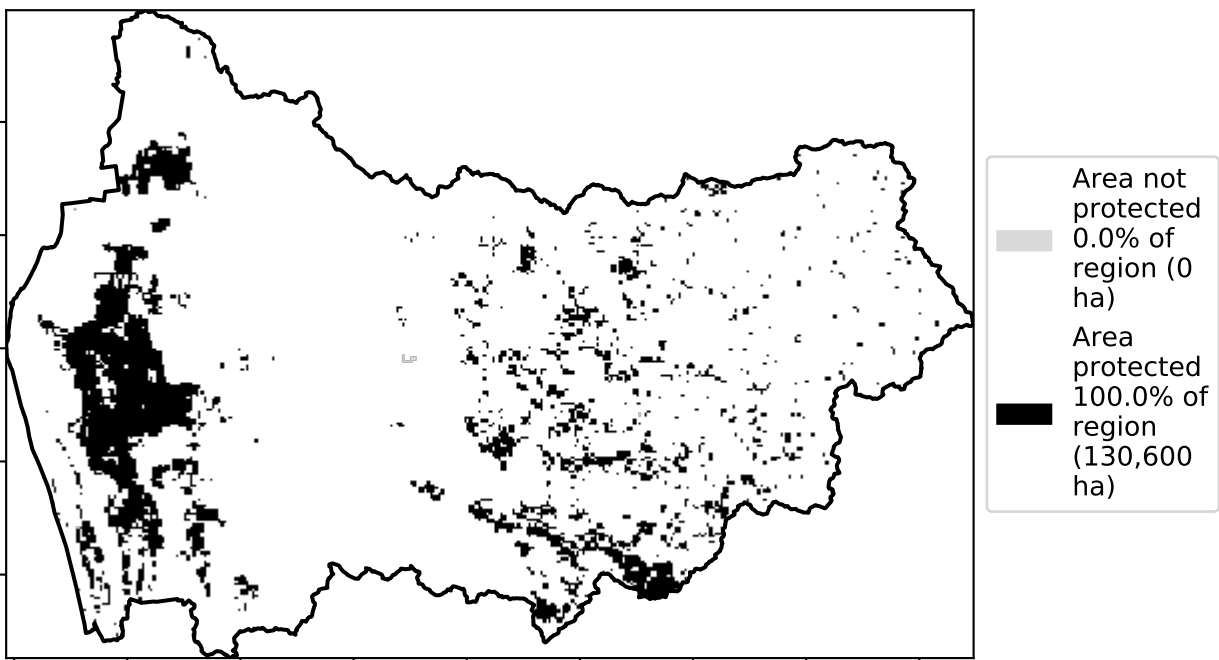 Area not
protected
0.0% of
region (0
ha)
Area
protected
100.0% of
region
(130,600
ha)